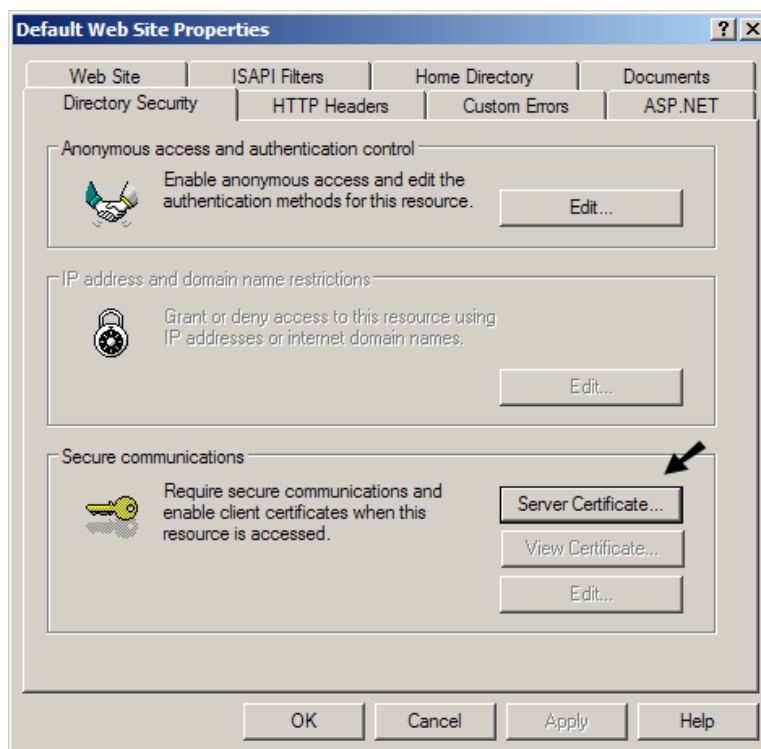 Default Web Site Properties
?
Web Site
ISAPI Filters
Home Directory
Documents
Directory Security
HTTP Headers
Custom Errors
ASP.NET
Anonymous access and authentication control
Enable anonymous access and edit the
authentication methods for this resource.
Edit...
IP address and domain name restrictions
Grant or deny access to this resource using
IP addresses or internet domain names.
Edit...
Secure communications
Require secure communications and
enable client certificates when this
resource is accessed.
Server Certificate...
View Certificate...
Edit...
OK
Cancel
Apply
Help